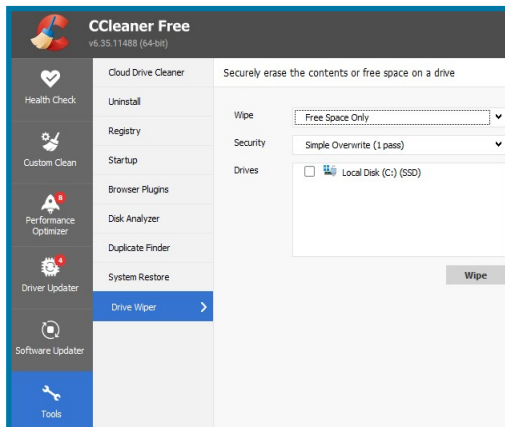 CCleaner Free
v6.35.11488 (64-bit)
Health Check
Custom Clean
8
Performance
Optimizer
4
Driver Updater
Software Updater
Tools
Cloud Drive Cleaner
Uninstall
Registry
Startup
Browser Plugins
Disk Analyzer
Duplicate Finder
System Restore
Drive Wiper
Securely erase the contents or free space on a drive
Wipe
Free Space Only
Security
Simple Overwrite (1 pass)
Drives
Local Disk (C:) (SSD)
Wipe